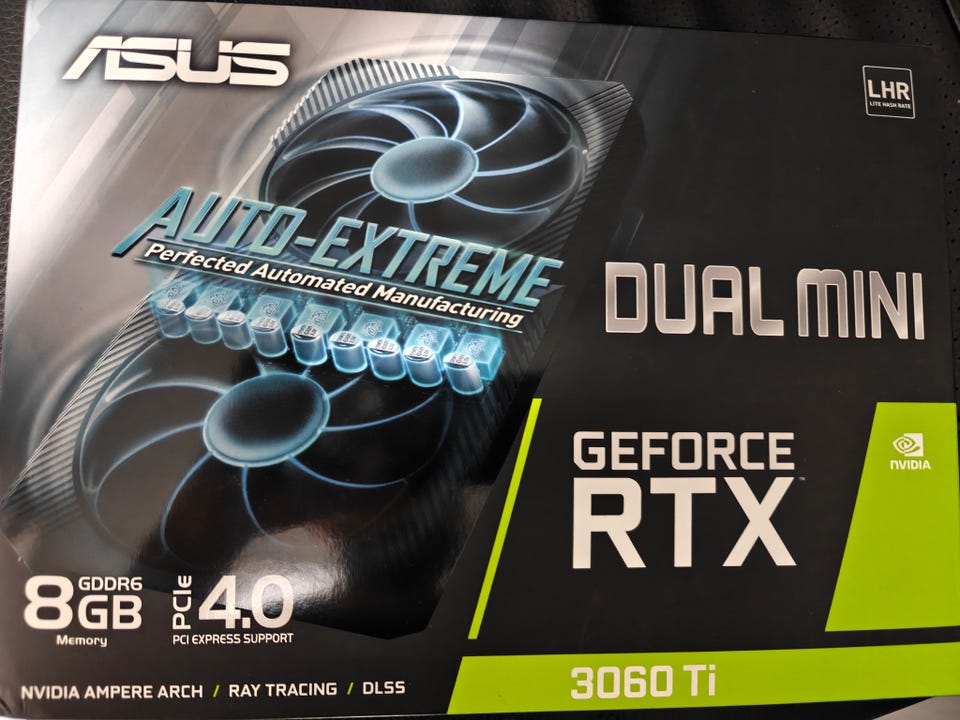 ASUS
LHR
LITE HASH RATE
AUTO-EXTREME
Perfected Automated Manufacturing
DUAL MINI
GEFORCE
RTX™
NVIDIA
8GB GDDR6
Memory
PCIe 4.0
PCI EXPRESS SUPPORT
NVIDIA AMPERE ARCH / RAY TRACING / DLSS
3060 Ti